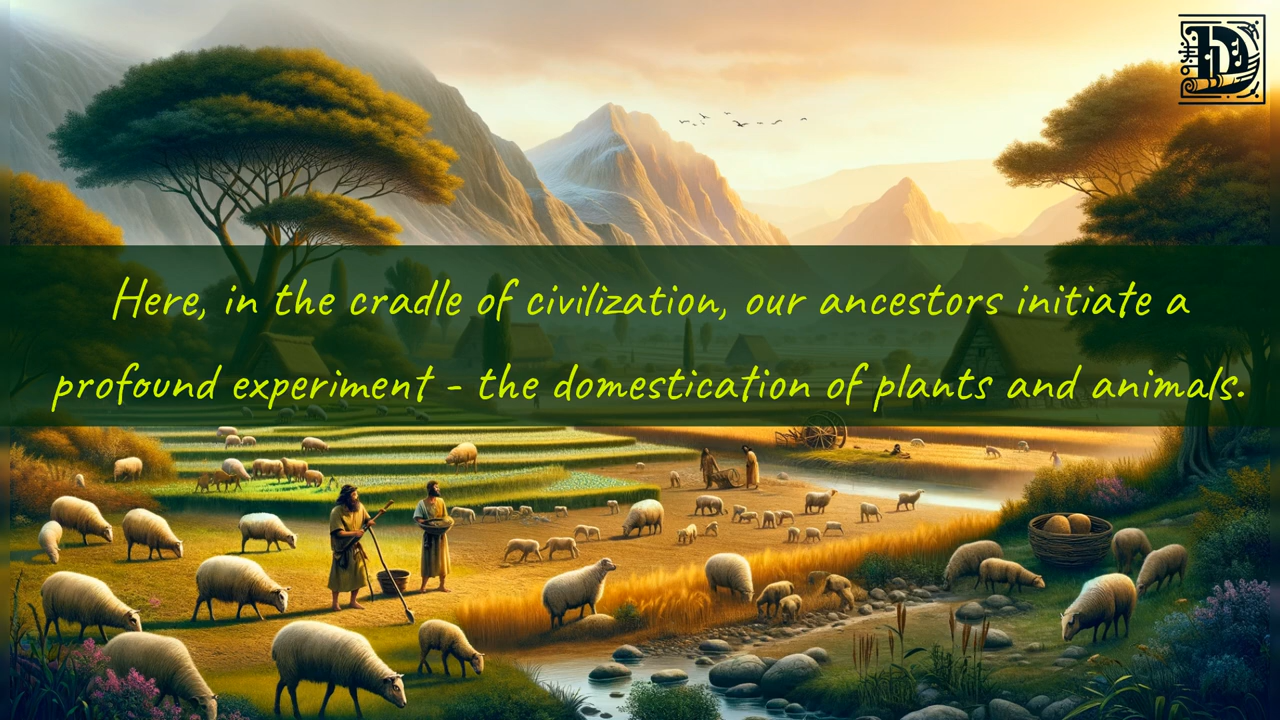 Here, in the cradle of civilization, our ancestors initiate a
profound experiment - the domestication of plants and animals.